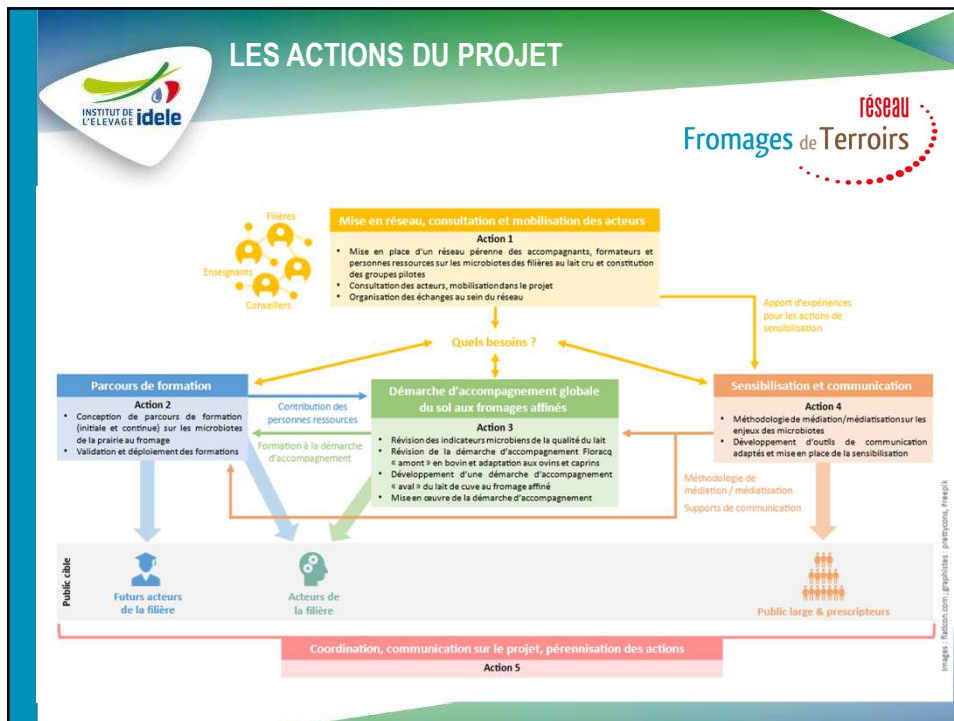 LES ACTIONS DU PROJET
INSTITUT DE
L'ELEVAGE idele
réseau
Fromages de Terroirs
Filières
Enseignants
Conseillers
Mise en réseau, consultation et mobilisation des acteurs
Action 1
• Mise en place d'un réseau pérenne des accompagnants, formateurs et
personnes ressources sur les microbiotes des filières au lait cru et constitution
des groupes pilotes
• Consultation des acteurs, mobilisation dans le projet
• Organisation des échanges au sein du réseau
Apport d'expériences
pour les actions de
sensibilisation
Quels besoins ?
Parcours de formation
Action 2
• Conception de parcours de formation
(initiale et continue) sur les microbiotes
de la prairie au fromage
• Validation et déploiement des formations
Contribution des
personnes ressources
Formation à la démarche
d'accompagnement
Démarche d'accompagnement globale
du sol aux fromages affinés
Action 3
• Révision des indicateurs microbiens de la qualité du lait
• Révision de la démarche d'accompagnement Floracq
« amont » en bovin et adaptation aux ovins et caprins
• Développement d'une démarche d'accompagnement
« aval » du lait de cuve au fromage affiné
• Mise en œuvre de la démarche d'accompagnement
Sensibilisation et communication
Action 4
• Méthodologie de médiation/médiatisation sur les
enjeux des microbiotes
• Développement d'outils de communication
adaptés et mise en place de la sensibilisation
Méthodologie de
médiation / médiatisation
Supports de communication
Public cible
Futurs acteurs
de la filière
Acteurs de
la filière
Public large & prescripteurs
Coordination, communication sur le projet, pérennisation des actions
Action 5
Images : flaticon.com ; graphistes : prettycons, Freepik